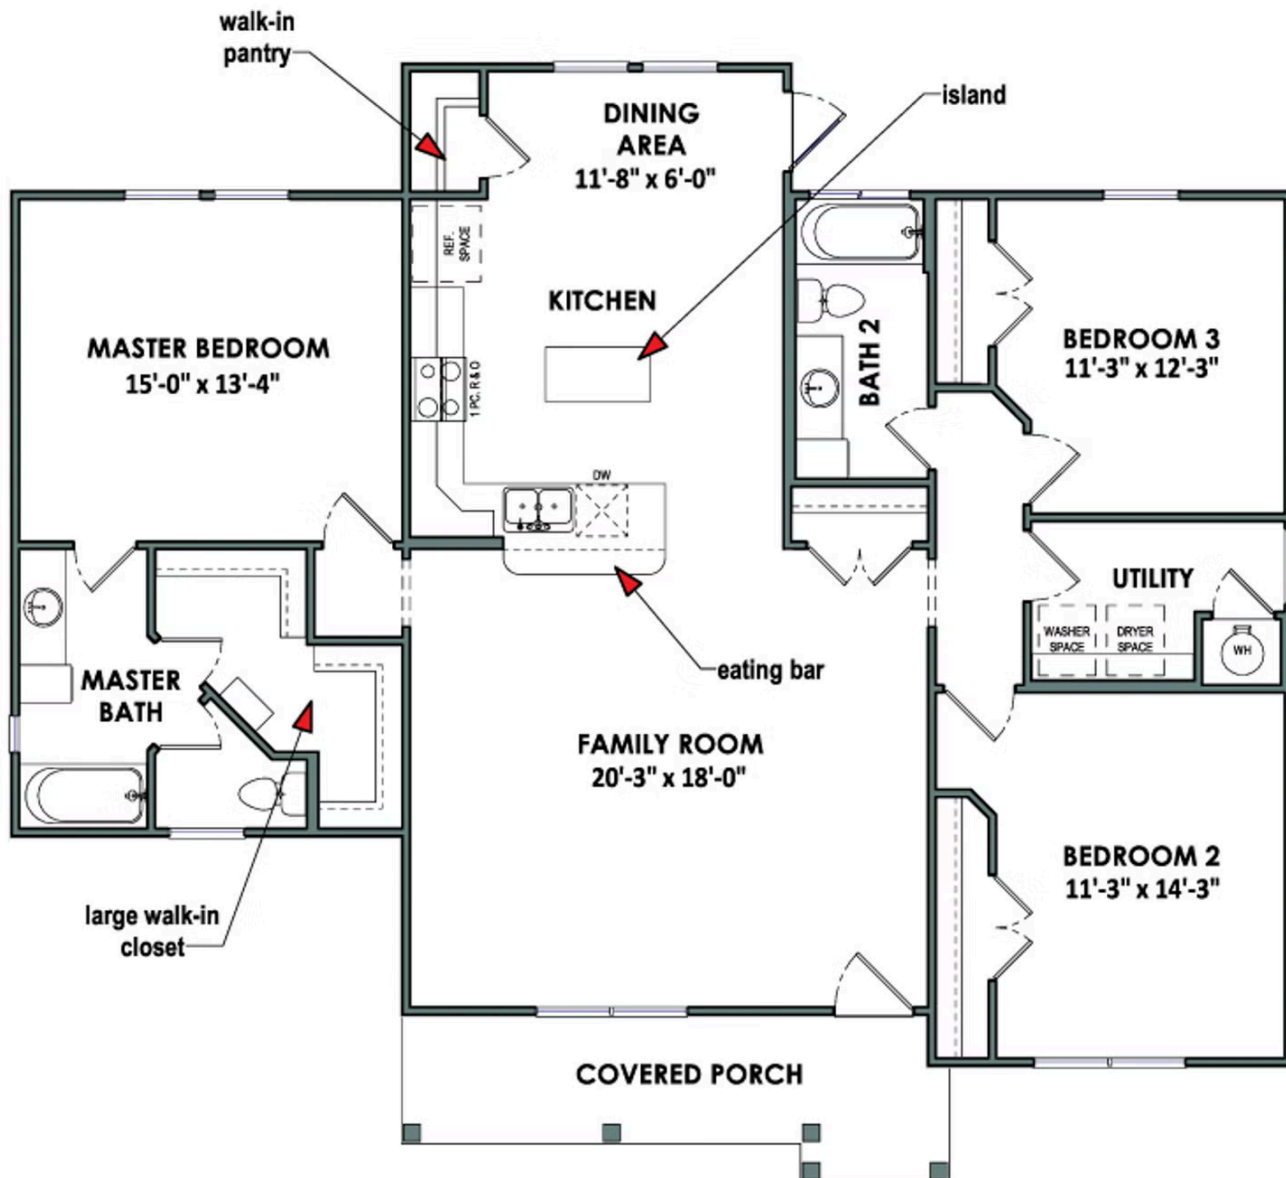 walk-in
pantry
island
DINING
AREA
11'-8" x 6'-0"
REF.
SPACE
KITCHEN
MASTER BEDROOM
15'-0" x 13'-4"
1 PC. R & O
BATH 2
BEDROOM 3
11'-3" x 12'-3"
DW
UTILITY
WASHER
SPACE
DRYER
SPACE
WH
eating bar
MASTER
BATH
FAMILY ROOM
20'-3" x 18'-0"
BEDROOM 2
11'-3" x 14'-3"
large walk-in
closet
COVERED PORCH